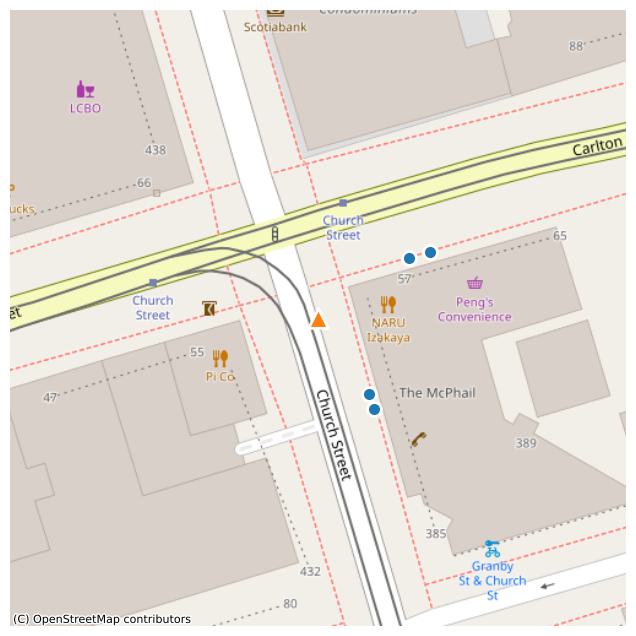 Condominiums
Scotiabank
88
LCBO
438
66
ucks
Carlton
Church
Street
65
57
Church
Street
et
NARU
Izakaya
Peng's
Convenience
55
Pi Co.
47
The McPhail
Church Street
389
385
Granby
St & Church
St
432
80
(C) OpenStreetMap contributors